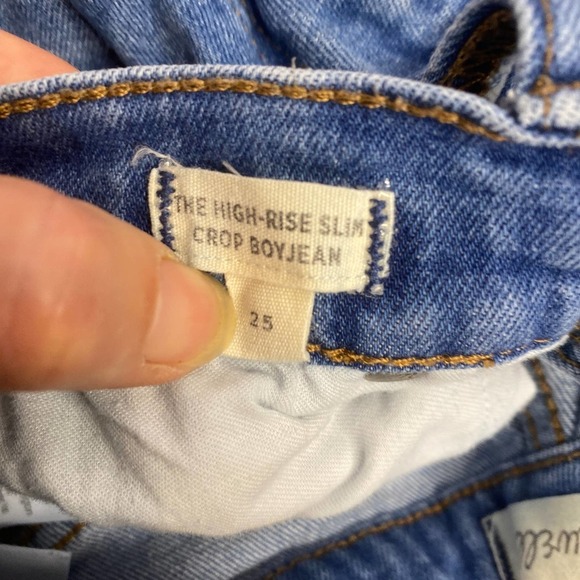 THE HIGH-RISE SLIM
CROP BOYJEAN
25